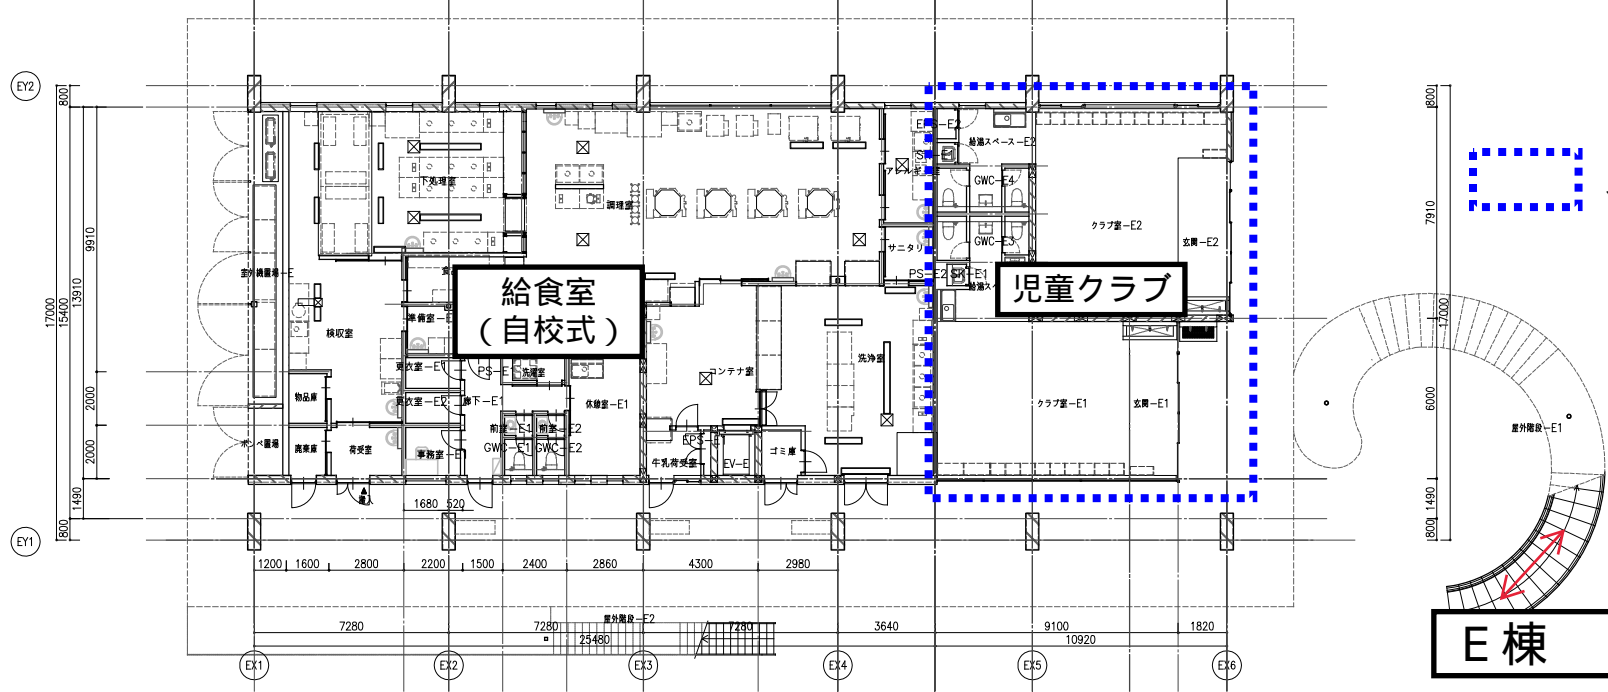 EY2
800
9910
13910
15400
17000
2000
2000
1490
800
EY1
EPS-E2
給湯スペース-E2
下処理室
調理室
GWC-E4
GWC-E3
クラブ室-E2
玄関-E2
サニタリ
PS-E2
SK-E1
室外機置場-E
給食室
(自校式)
児童クラブ
検収室
準備室-E
更衣室-E1
更衣室-E2
PS-E1
洗濯室
廊下-E1
休憩室-E1
コンテナ室
洗浄室
物品庫
ボンベ置場
廃棄庫
荷受室
事務室-E
前室-E1
前室-E2
GWC-E1
GWC-E2
EPS-E
牛乳荷受室
EV-E
ゴミ庫
クラブ室-E1
玄関-E1
搬入
1680
520
1200
1600
2800
2200
1500
2400
2860
4300
2980
屋外階段-E2
7280
7280
7280
3640
9100
1820
25480
10920
EX1
EX2
EX3
EX4
EX5
EX6
800
7910
17000
6000
1490
800
屋外階段-E1
E棟